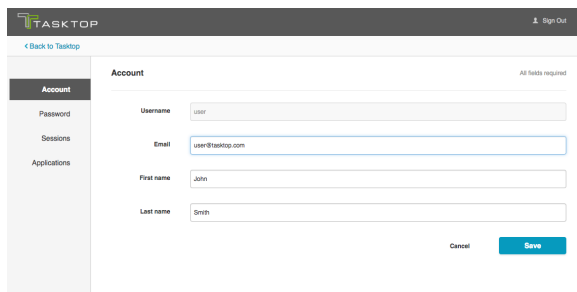 TASKTOP
Sign Out
< Back to Tasktop
Account
Password
Sessions
Applications
Account
All fields required
Username
user
Email
user@tasktop.com
First name
John
Last name
Smith
Cancel
Save